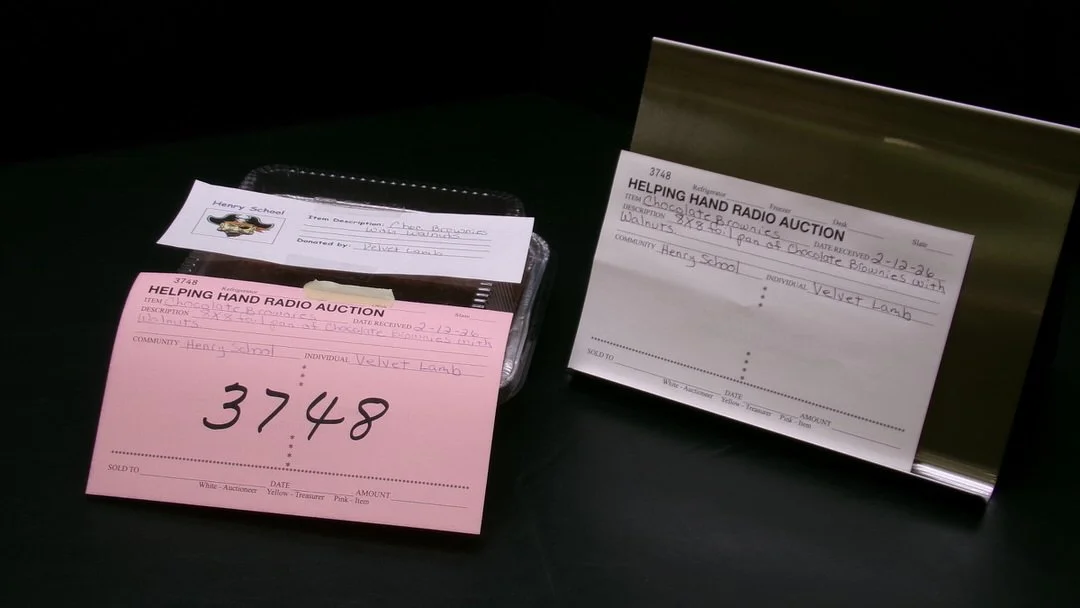 Henry School
Item Description: Choc Brownies
with Walnuts
Donated by: Velvet Lamb
3748
Refrigerator
HELPING HAND RADIO AUCTION
Slate
ITEM Chocolate Brownies DATE RECEIVED 2-12-26
DESCRIPTION 8X8 foil pan of Chocolate brownies with
Walnuts.
COMMUNITY Henry School INDIVIDUAL Velvet Lamb
3748
SOLD TO DATE AMOUNT
White - Auctioneer Yellow - Treasurer Pink - Item
3748
Refrigerator Freezer Desk Slate
HELPING HAND RADIO AUCTION
ITEM Chocolate Brownies DATE RECEIVED 2-12-26
DESCRIPTION 8X8 foil pan of Chocolate Brownies with
Walnuts.
COMMUNITY Henry School INDIVIDUAL Velvet Lamb
SOLD TO DATE AMOUNT
White - Auctioneer Yellow - Treasurer Pink - Item